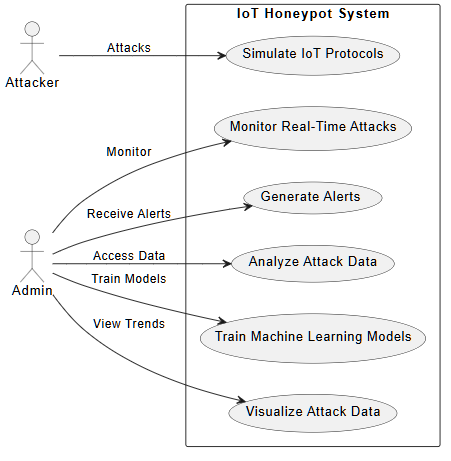 IoT Honeypot System
Attacks
Simulate IoT Protocols
Attacker
Monitor Real-Time Attacks
Monitor
Generate Alerts
Receive Alerts
Access Data
Analyze Attack Data
Admin
Train Models
View Trends
Train Machine Learning Models
Visualize Attack Data